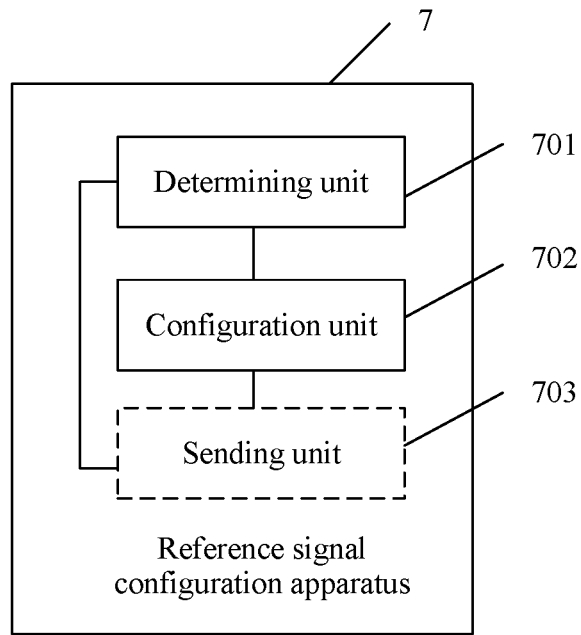 7
Determining unit
701
Configuration unit
702
Sending unit
703
Reference signal
configuration apparatus